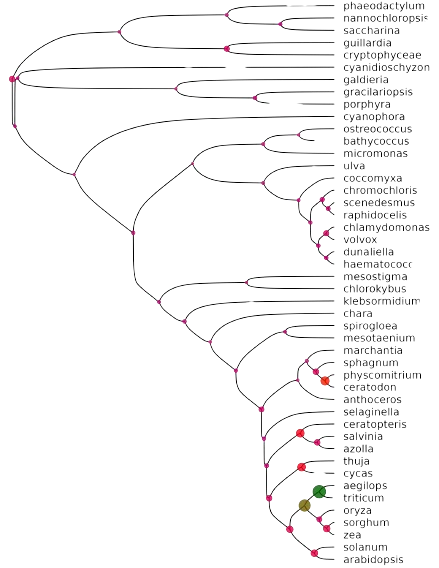 phaeodactylum
nannochloropsis
saccharina
guillardia
cryptophyceae
cyanidioschyzon
galdieria
gracilariopsis
porphyra
cyanophora
ostreococcus
bathycoccus
micromonas
ulva
coccomyxa
chromochloris
scenedesmus
raphidocelis
chlamydomonas
volvox
dunaliella
haematococc
mesostigma
chlorokybus
klebsormidium
chara
spirogloea
mesotaenium
marchantia
sphagnum
physcomitrium
ceratodon
anthoceros
selaginella
ceratopteris
salvinia
azolla
thuja
cycas
aegilops
triticum
oryza
sorghum
zea
solanum
arabidopsis